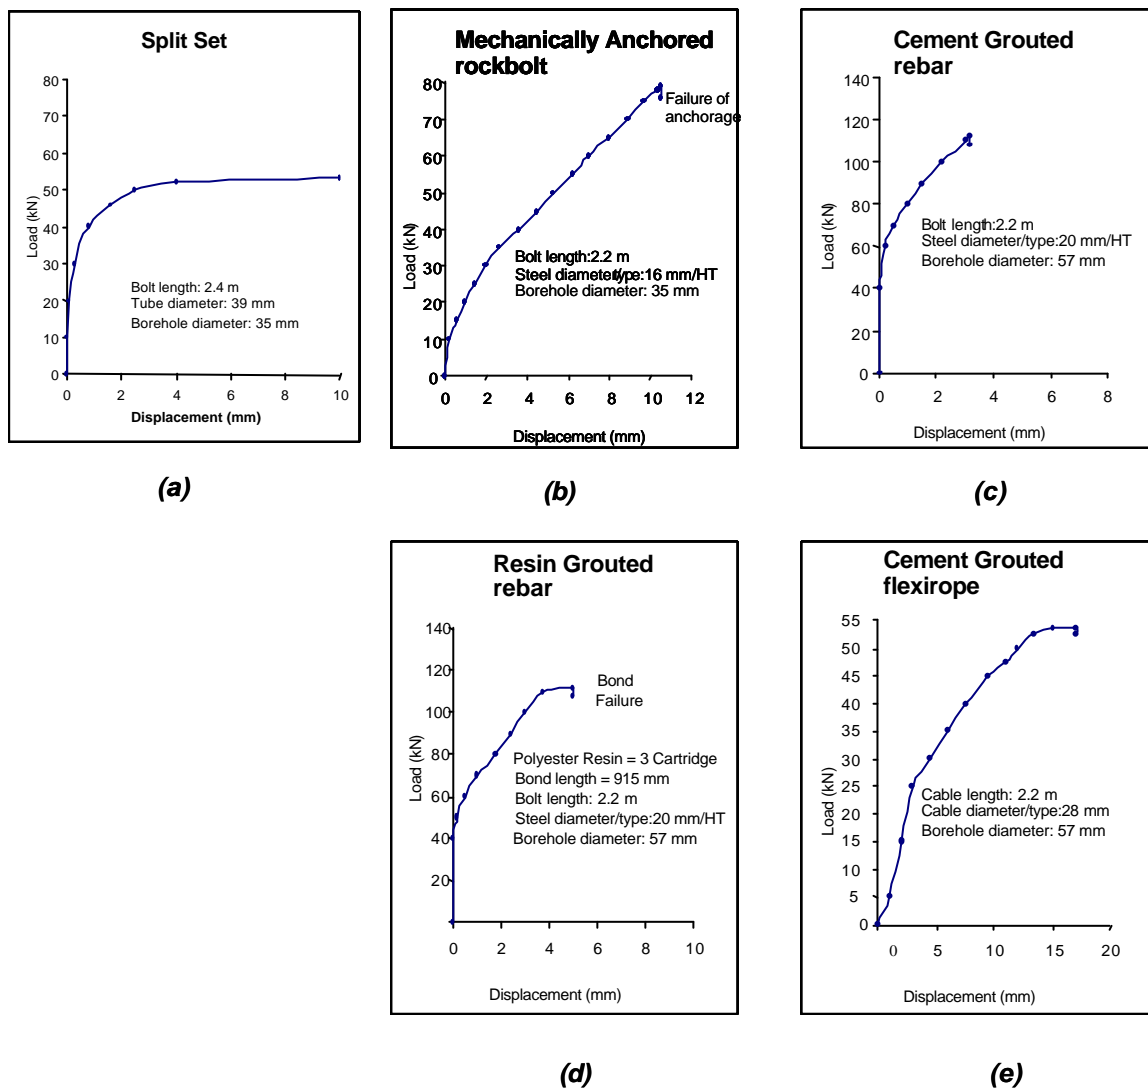 Split Set
80
70
60
50
40
30
20
10
0
Load (kN)
Bolt length: 2.4 m
Tube diameter: 39 mm
Borehole diameter: 35 mm
0 2 4 6 8 10
Displacement (mm)
(a)
Mechanically Anchored
rockbolt
80
70
60
50
40
30
20
10
0
Load (kN)
Failure of
anchorage
Bolt length:2.2 m
Steel diameter/type:16 mm/HT
Borehole diameter: 35 mm
0 2 4 6 8 10 12
Displacement (mm)
(b)
Cement Grouted
rebar
140
120
100
80
60
40
20
0
Load (kN)
Bolt length:2.2 m
Steel diameter/type:20 mm/HT
Borehole diameter: 57 mm
0 2 4 6 8
Displacement (mm)
(c)
Resin Grouted
rebar
140
120
100
80
60
40
20
Load (kN)
Bond
Failure
Polyester Resin = 3 Cartridge
Bond length = 915 mm
Bolt length: 2.2 m
Steel diameter/type:20 mm/HT
Borehole diameter: 57 mm
0 2 4 6 8 10
Displacement (mm)
(d)
Cement Grouted
flexirope
55
50
45
40
35
30
25
20
15
5
0
Load (kN)
Cable length: 2.2 m
Cable diameter/type:28 mm
Borehole diameter: 57 mm
0 5 10 15 20
Displacement (mm)
(e)